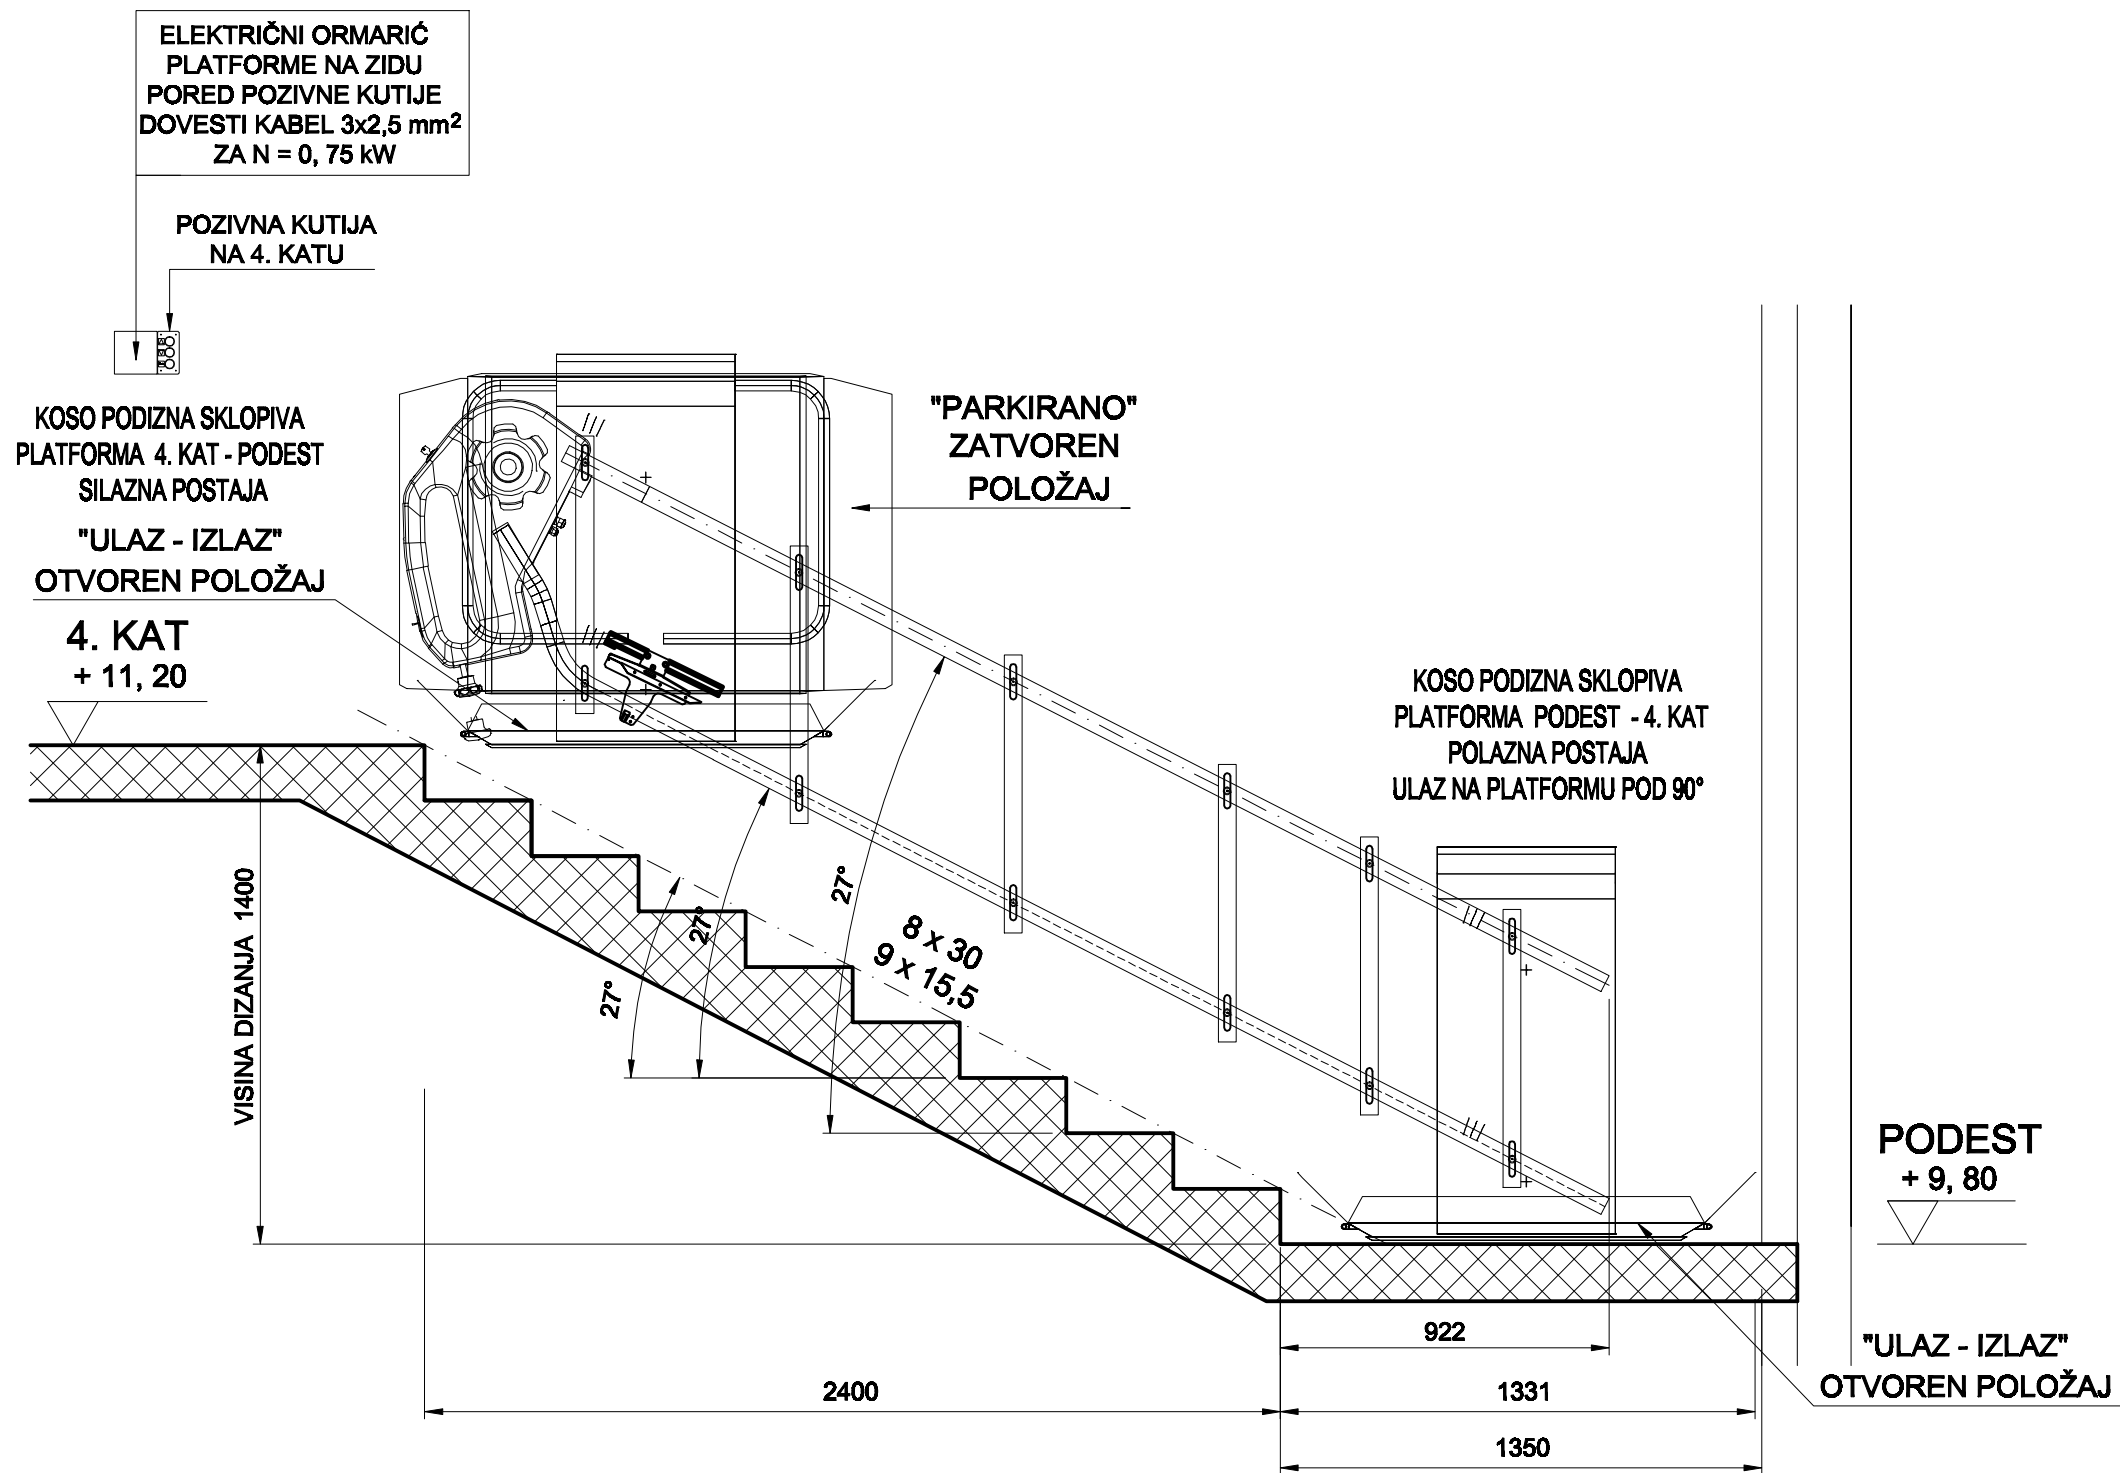 ELEKTRIČNI ORMARIĆ
PLATFORME NA ZIDU
PORED POZIVNE KUTIJE
DOVESTI KABEL 3x2,5 mm²
ZA N = 0, 75 kW
POZIVNA KUTIJA
NA 4. KATU
KOSO PODIZNA SKLOPIVA
PLATFORMA 4. KAT - PODEST
SILAZNA POSTAJA
"ULAZ - IZLAZ"
OTVOREN POLOŽAJ
4. KAT
+ 11, 20
"PARKIRANO"
ZATVOREN
POLOŽAJ
KOSO PODIZNA SKLOPIVA
PLATFORMA PODEST - 4. KAT
POLAZNA POSTAJA
ULAZ NA PLATFORMU POD 90°
VISINA DIZANJA 1400
27°
27°
27°
8 x 30
9 x 15,5
PODEST
+ 9, 80
922
"ULAZ - IZLAZ"
OTVOREN POLOŽAJ
2400
1331
1350